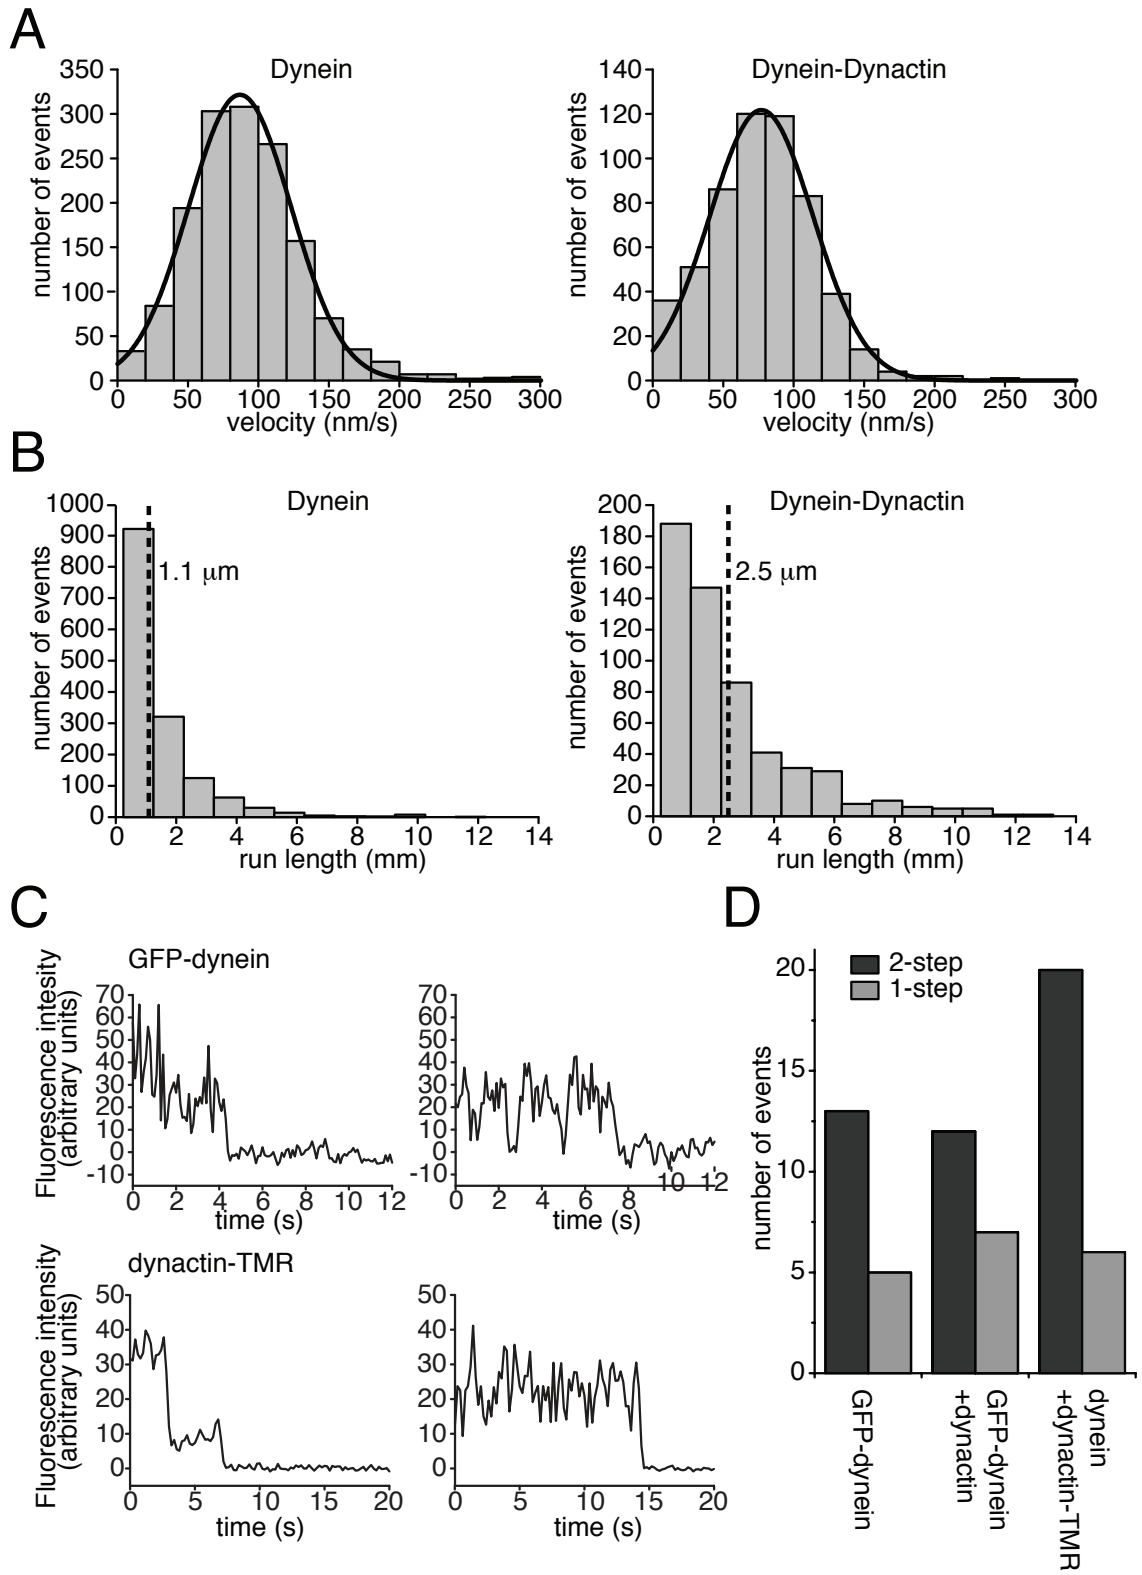 A
Dynein
number of events
350
300
250
200
150
100
50
0
0 50 100 150 200 250 300
velocity (nm/s)
Dynein-Dynactin
number of events
140
120
100
80
60
40
20
0
0 50 100 150 200 250 300
velocity (nm/s)
B
Dynein
number of events
1000
900
800
700
600
500
400
300
200
100
0
1.1 μm
0 2 4 6 8 10 12 14
run length (mm)
Dynein-Dynactin
number of events
200
180
160
140
120
100
80
60
40
20
0
2.5 μm
0 2 4 6 8 10 12 14
run length (mm)
C
GFP-dynein
Fluorescence intesity
(arbitrary units)
70
60
50
40
30
20
10
0
-10
0 2 4 6 8 10 12
time (s)
70
60
50
40
30
20
10
0
-10
0 2 4 6 8 10 12
time (s)
dynactin-TMR
Fluorescence intensity
(arbitrary units)
50
40
30
20
10
0
0 5 10 15 20
time (s)
50
40
30
20
10
0
0 5 10 15 20
time (s)
D
2-step
1-step
number of events
20
15
10
5
0
GFP-dynein
GFP-dynein
+dynactin
dynein
+dynactin-TMR